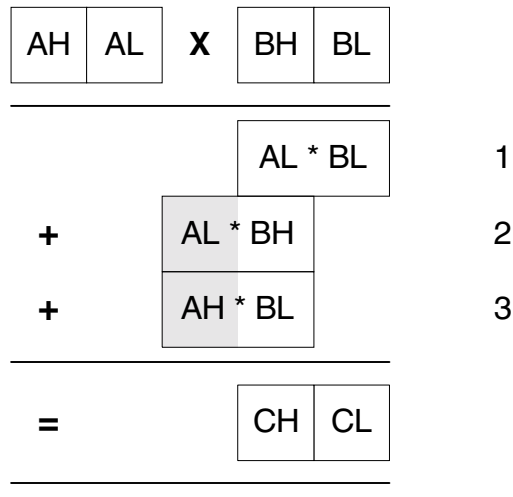 AH AL X BH BL
AL * BL 1
+ AL * BH 2
+ AH * BL 3
= CH CL